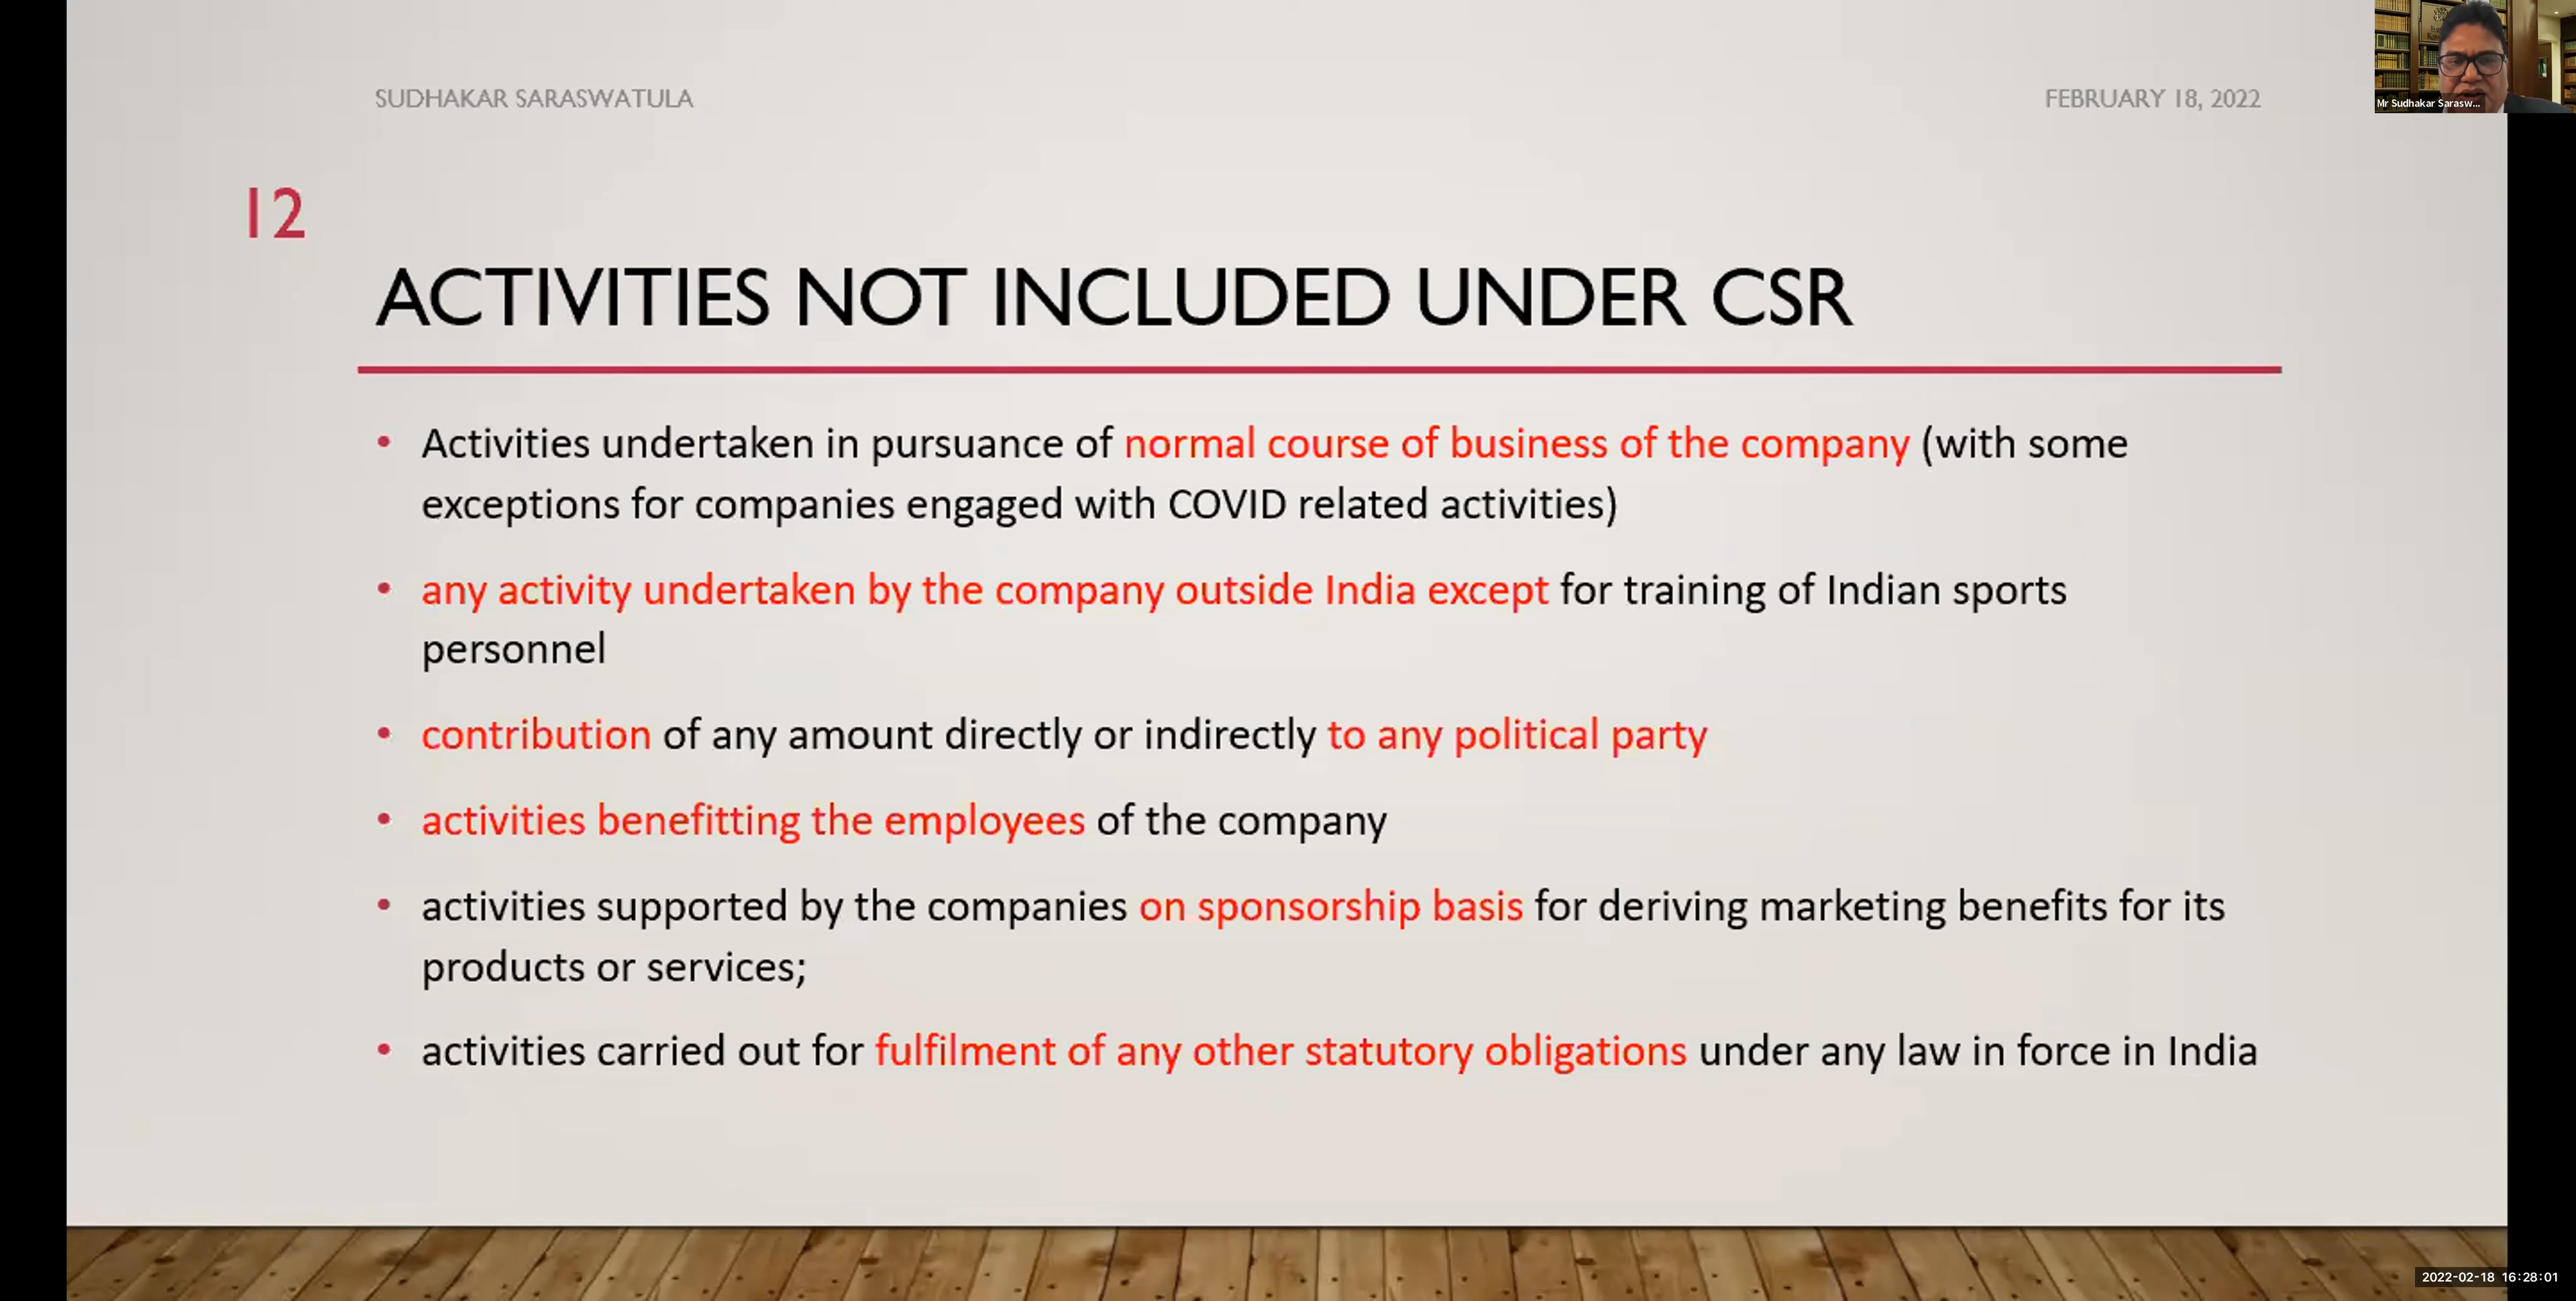 SUDHAKAR SARASWATULA
FEBRUARY 18, 2022
Mr Sudhakar Sarasw...
12
ACTIVITIES NOT INCLUDED UNDER CSR
• Activities undertaken in pursuance of normal course of business of the company (with some
exceptions for companies engaged with COVID related activities)
• any activity undertaken by the company outside India except for training of Indian sports
personnel
• contribution of any amount directly or indirectly to any political party
• activities benefitting the employees of the company
• activities supported by the companies on sponsorship basis for deriving marketing benefits for its
products or services;
• activities carried out for fulfilment of any other statutory obligations under any law in force in India
2022-02-18 16:28:01